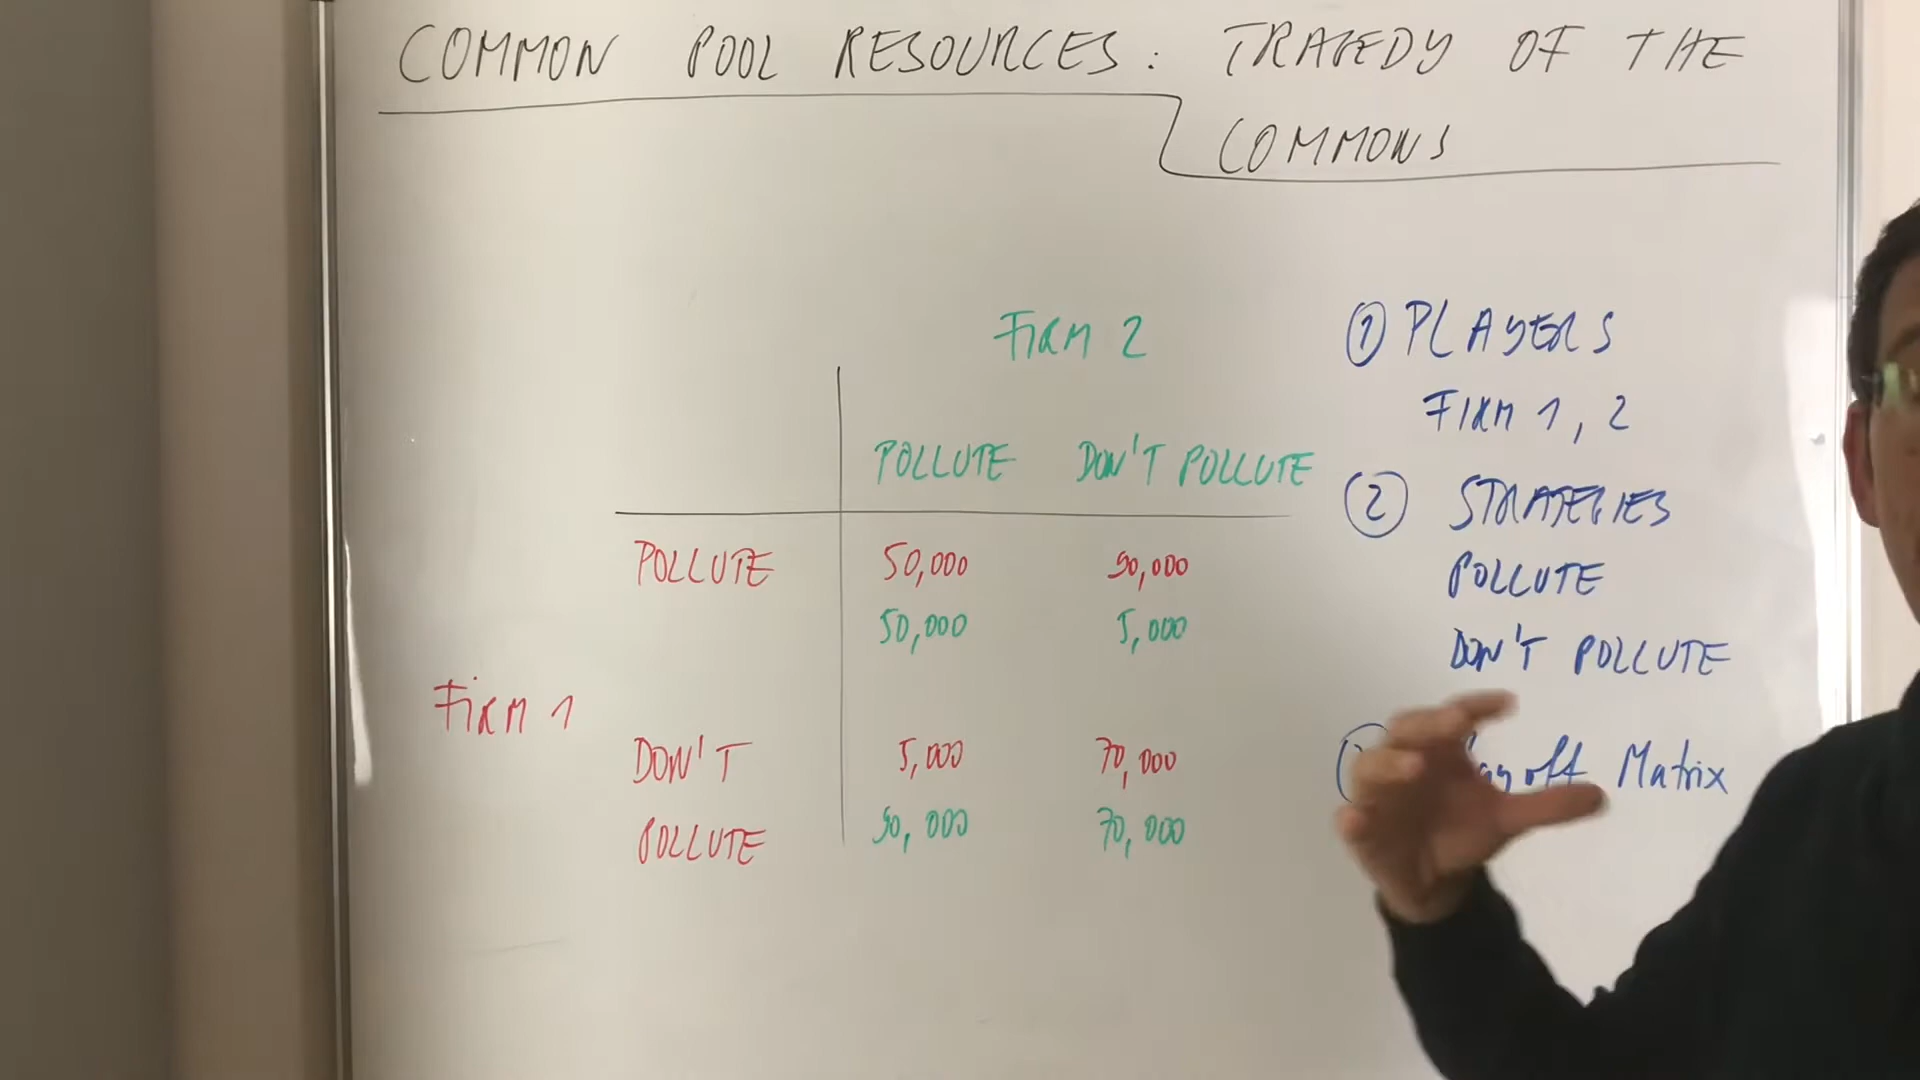 COMMON POOL RESOURCES: TRAGEDY OF THE
COMMONS
FIRM 2
POLLUTE DON'T POLLUTE
POLLUTE 50,000 90,000
50,000 5,000
FIRM 1
DON'T 5,000 70,000
POLLUTE 90,000 70,000
① PLAYERS
FIRM 1, 2
② STRATEGIES
POLLUTE
DON'T POLLUTE
Payoff Matrix